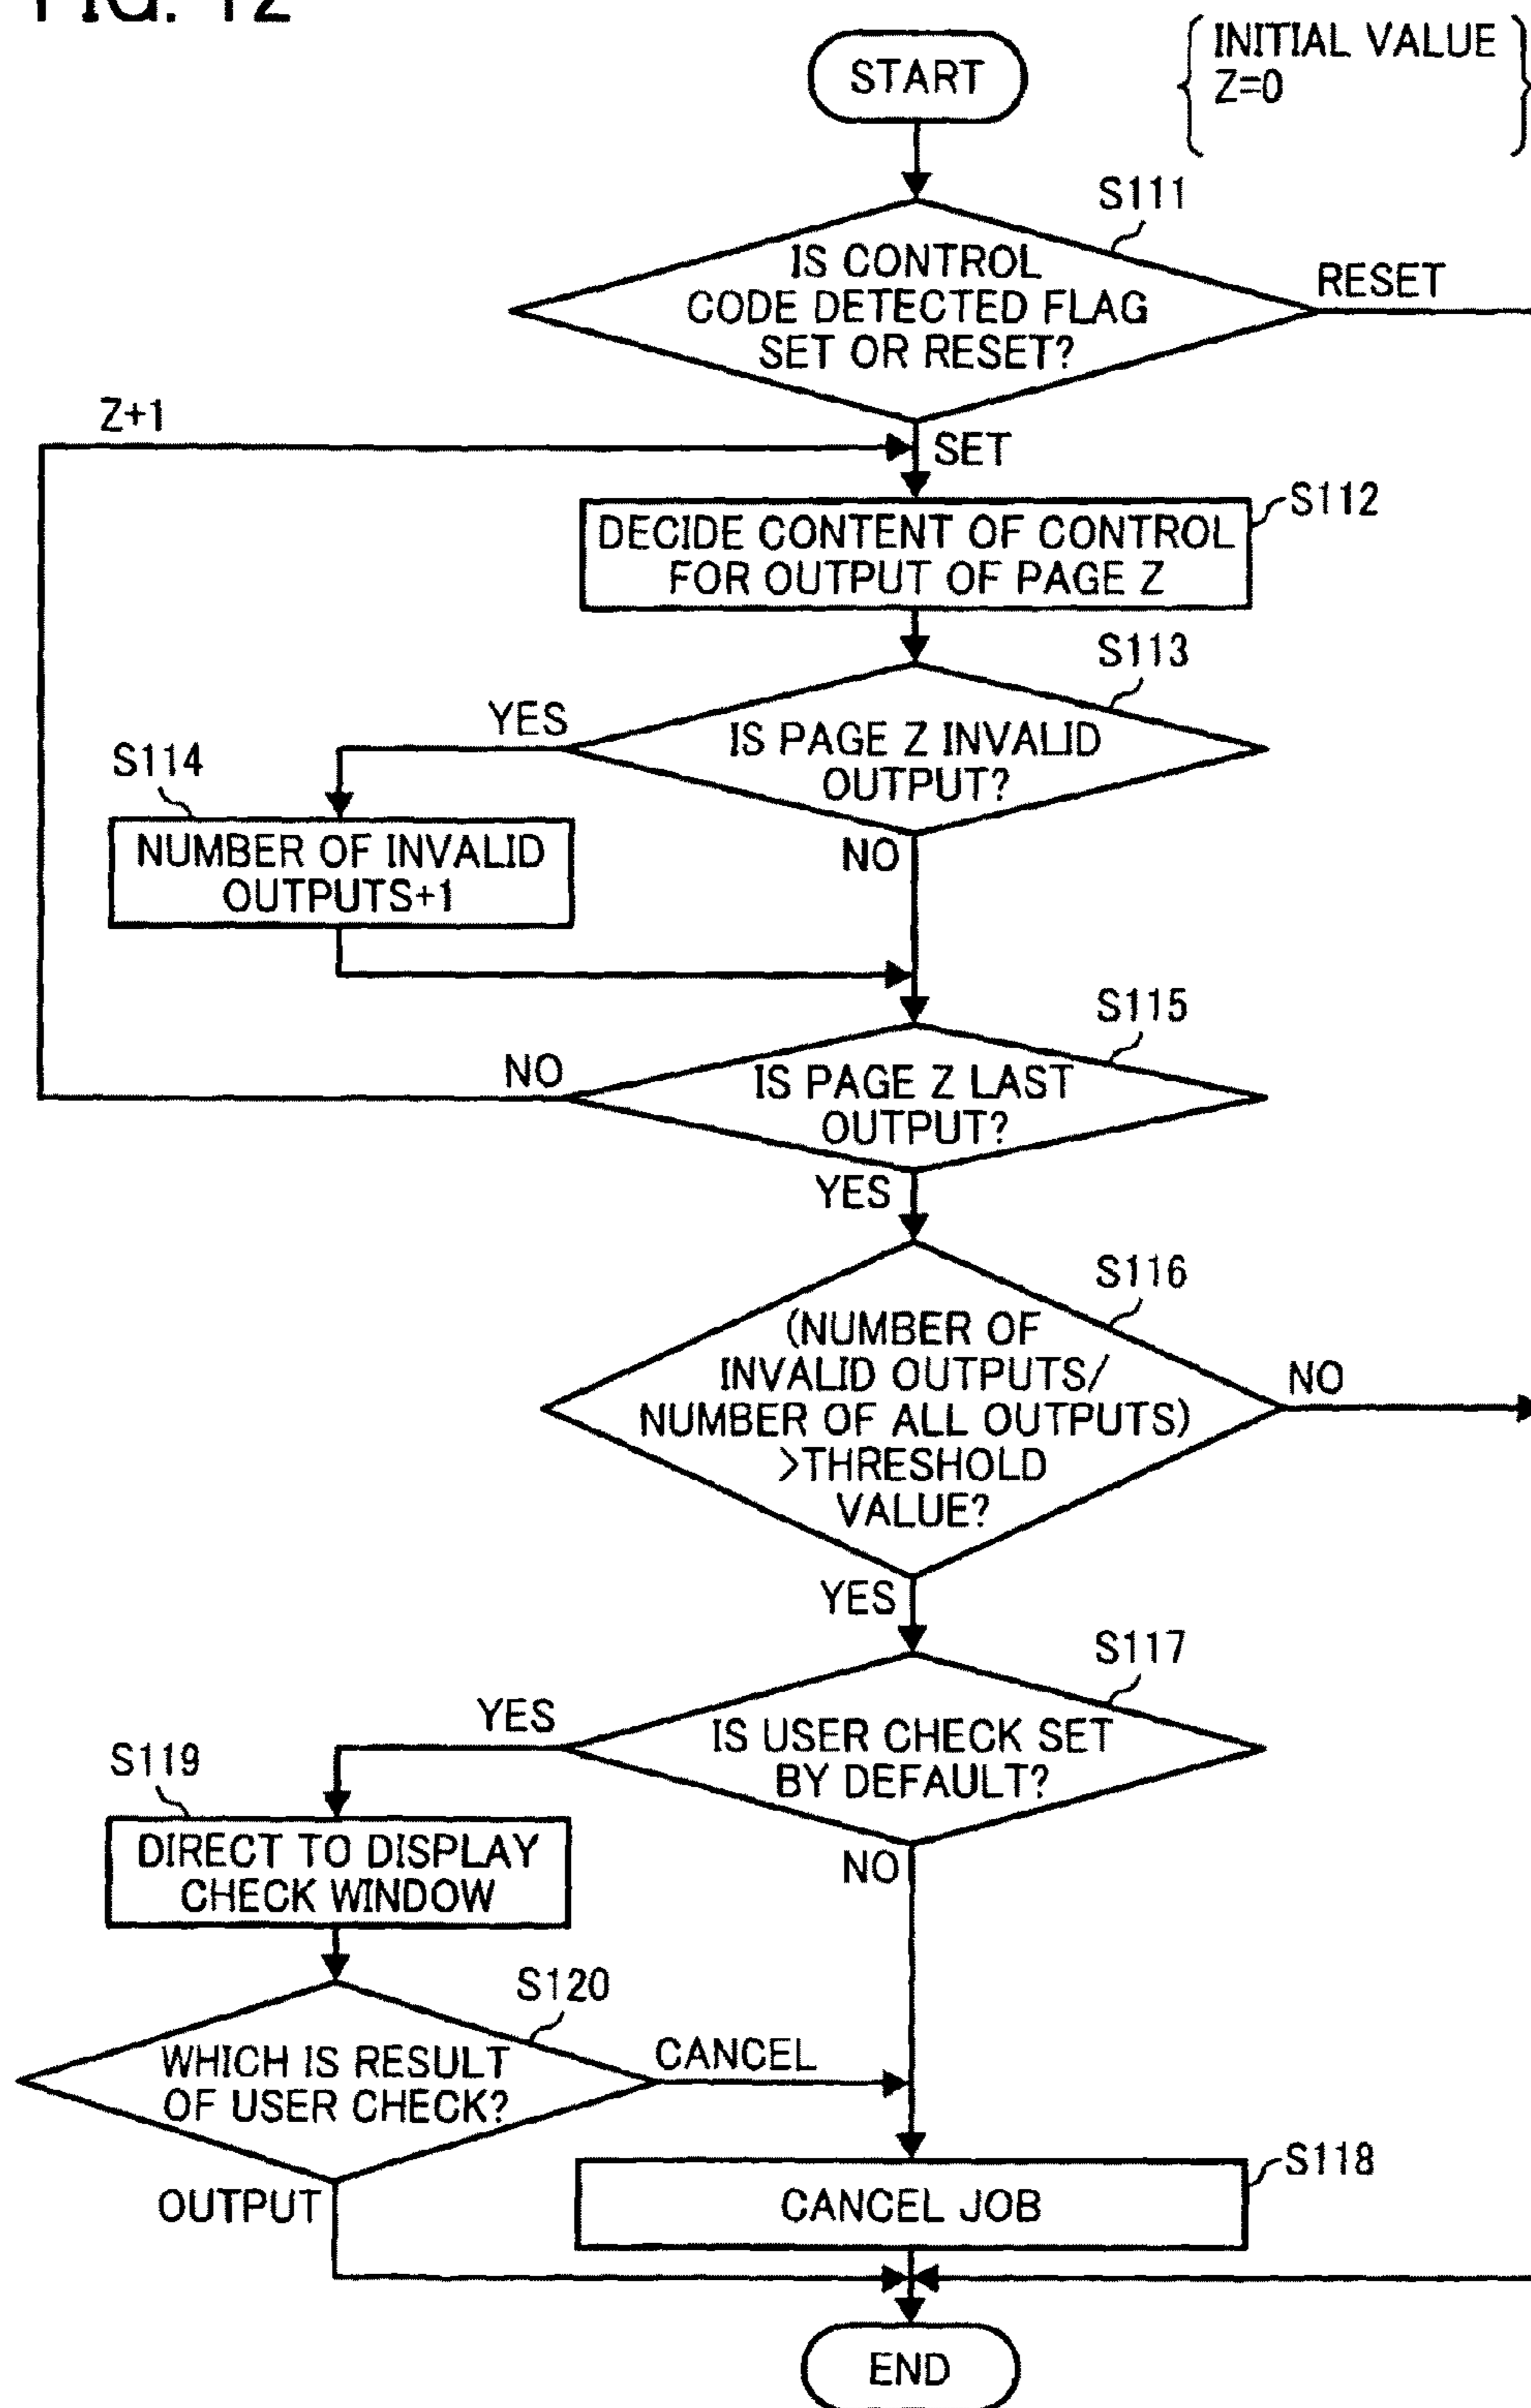 FIG. 12
START
INITIAL VALUE
Z=0
S111
IS CONTROL
CODE DETECTED FLAG
SET OR RESET?
RESET
Z+1
SET
S112
DECIDE CONTENT OF CONTROL
FOR OUTPUT OF PAGE Z
S113
YES
IS PAGE Z INVALID
OUTPUT?
S114
NUMBER OF INVALID
OUTPUTS+1
NO
S115
NO
IS PAGE Z LAST
OUTPUT?
YES
S116
(NUMBER OF
INVALID OUTPUTS/
NUMBER OF ALL OUTPUTS)
>THRESHOLD
VALUE?
NO
YES
S117
YES
IS USER CHECK SET
BY DEFAULT?
S119
DIRECT TO DISPLAY
CHECK WINDOW
NO
S120
WHICH IS RESULT
OF USER CHECK?
CANCEL
OUTPUT
S118
CANCEL JOB
END